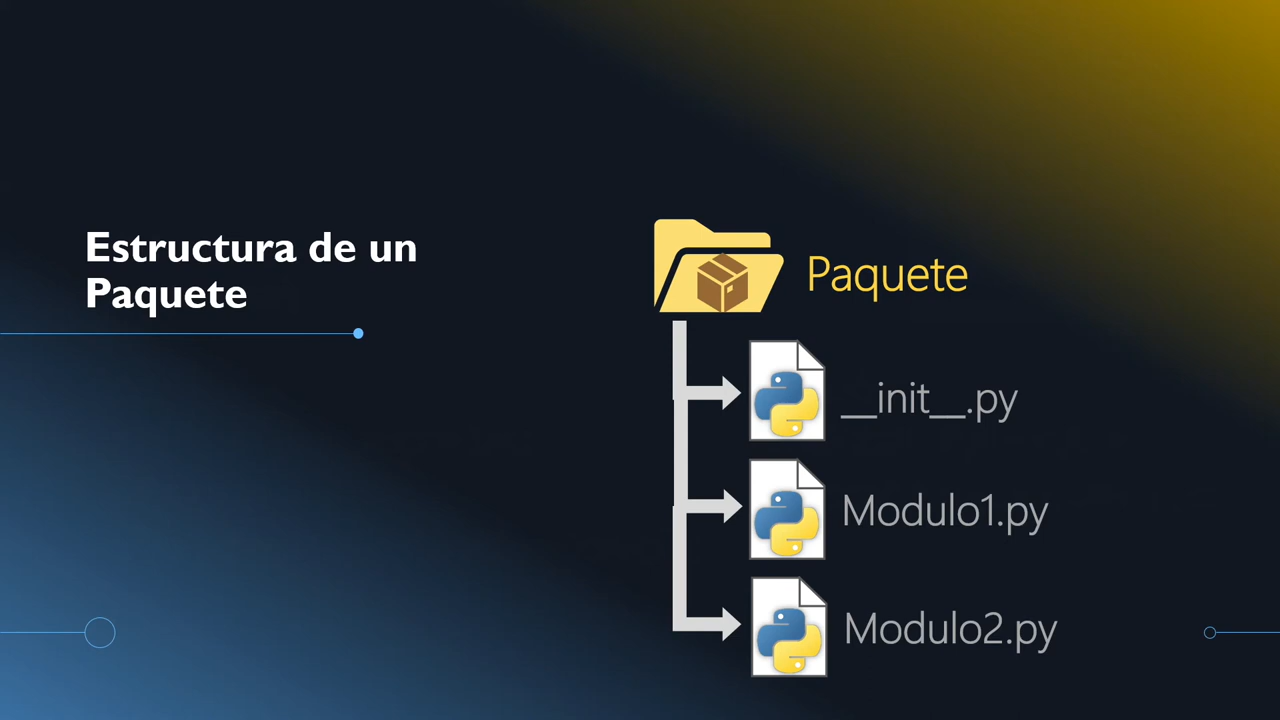 Estructura de un
Paquete
Paquete
__init__.py
Modulo1.py
Modulo2.py